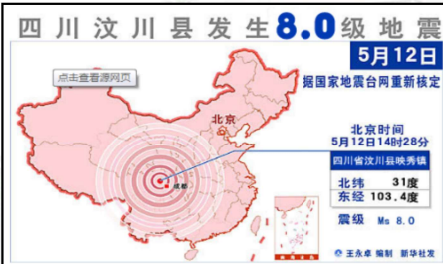 四川汶川县发生8.0级地震
5月12日
据国家地震台网重新核定
点击查看源网页
北京
北京时间
5月12日14时28分
四川省汶川县映秀镇
北纬 31度
东经 103.4度
成都
震级 Ms 8.0
王永卓 编制 新华社发